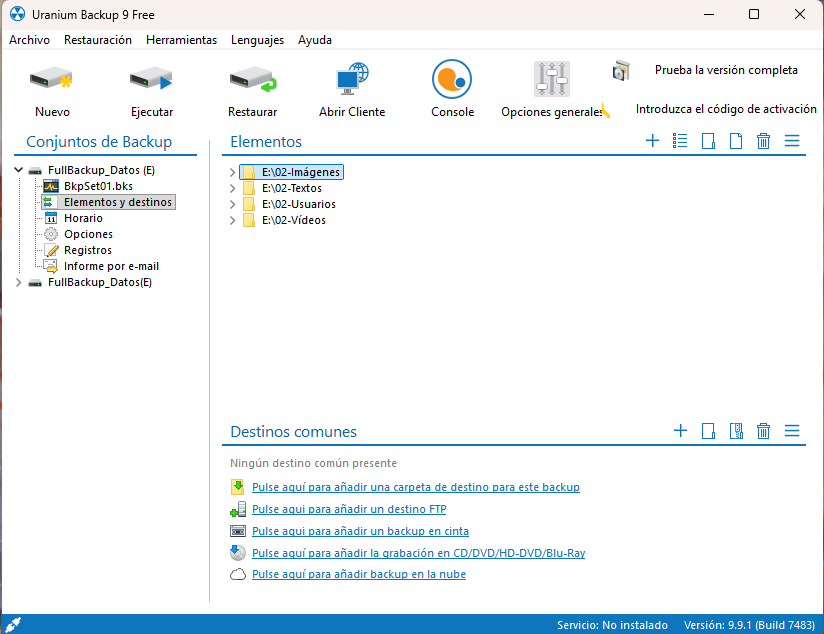 Uranium Backup 9 Free
Archivo Restauración Herramientas Lenguajes Ayuda
Nuevo Ejecutar Restaurar Abrir Cliente Console Opciones generales
Prueba la versión completa
Introduzca el código de activación
Conjuntos de Backup
FullBackup_Datos (E)
BkpSet01.bks
Elementos y destinos
11 Horario
Opciones
Registros
Informe por e-mail
FullBackup_Datos(E)
Elementos
E:\02-Imágenes
E:\02-Textos
E:\02-Usuarios
E:\02-Vídeos
Destinos comunes
Ningún destino común presente
Pulse aquí para añadir una carpeta de destino para este backup
Pulse aqui para añadir un destino FTP
Pulse aqui para añadir un backup en cinta
Pulse aquí para añadir la grabación en CD/DVD/HD-DVD/Blu-Ray
Pulse aquí para añadir backup en la nube
Servicio: No instalado Versión: 9.9.1 (Build 7483)